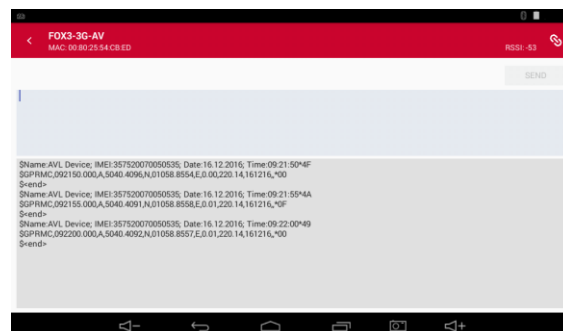 FOX3-3G-AV
MAC: 00:80:25:54:CB:ED
RSSI: -53
SEND
$Name:AVL Device; IMEI:357520070050535; Date:16.12.2016; Time:09:21:50*4F
$GPRMC,092150.000,A,5040.4096,N,01058.8554,E,0.00,220.14,161216,,*00
$<end>
$Name:AVL Device; IMEI:357520070050535; Date:16.12.2016; Time:09:21:55*4A
$GPRMC,092155.000,A,5040.4091,N,01058.8558,E,0.01,220.14,161216,,*0F
$<end>
$Name:AVL Device; IMEI:357520070050535; Date:16.12.2016; Time:09:22:00*49
$GPRMC,092200.000,A,5040.4092,N,01058.8557,E,0.01,220.14,161216,,*00
$<end>